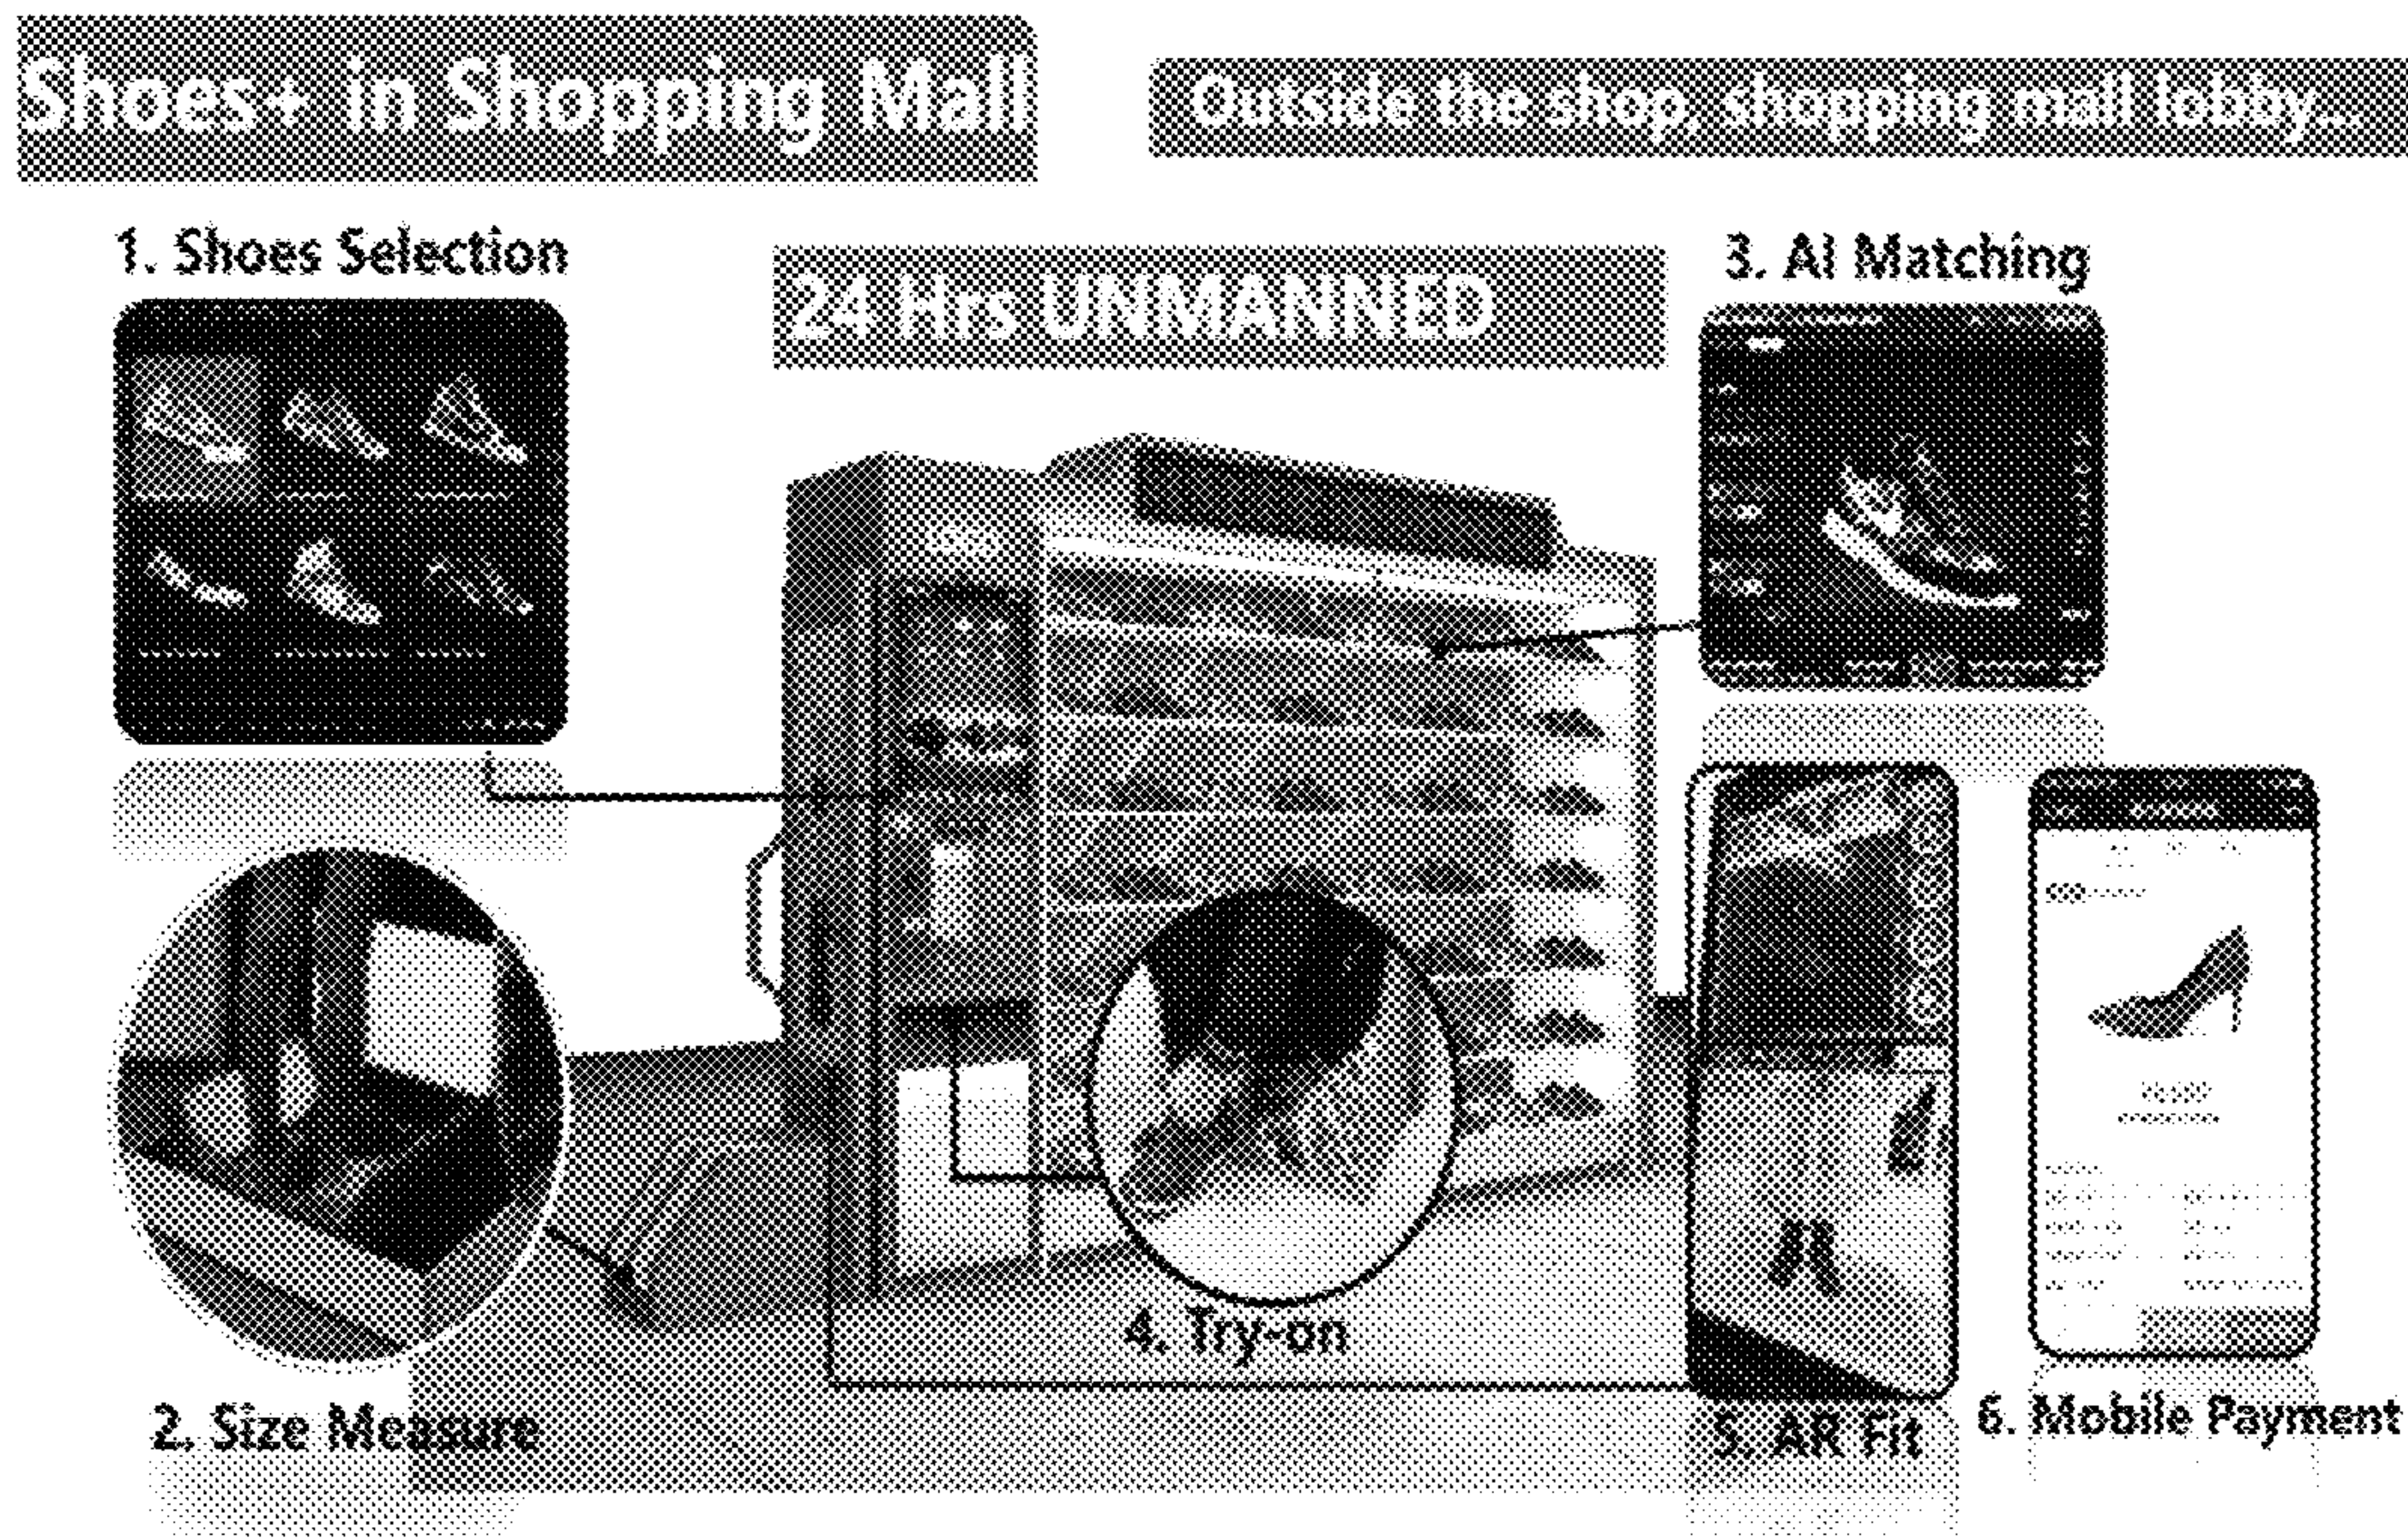 Shoes+ in Shopping Mall
Outside the shop, shopping mall lobby...
1. Shoes Selection
24 Hrs UNMANNED
3. AI Matching
4. Try-on
2. Size Measure
5. AR Fit
6. Mobile Payment